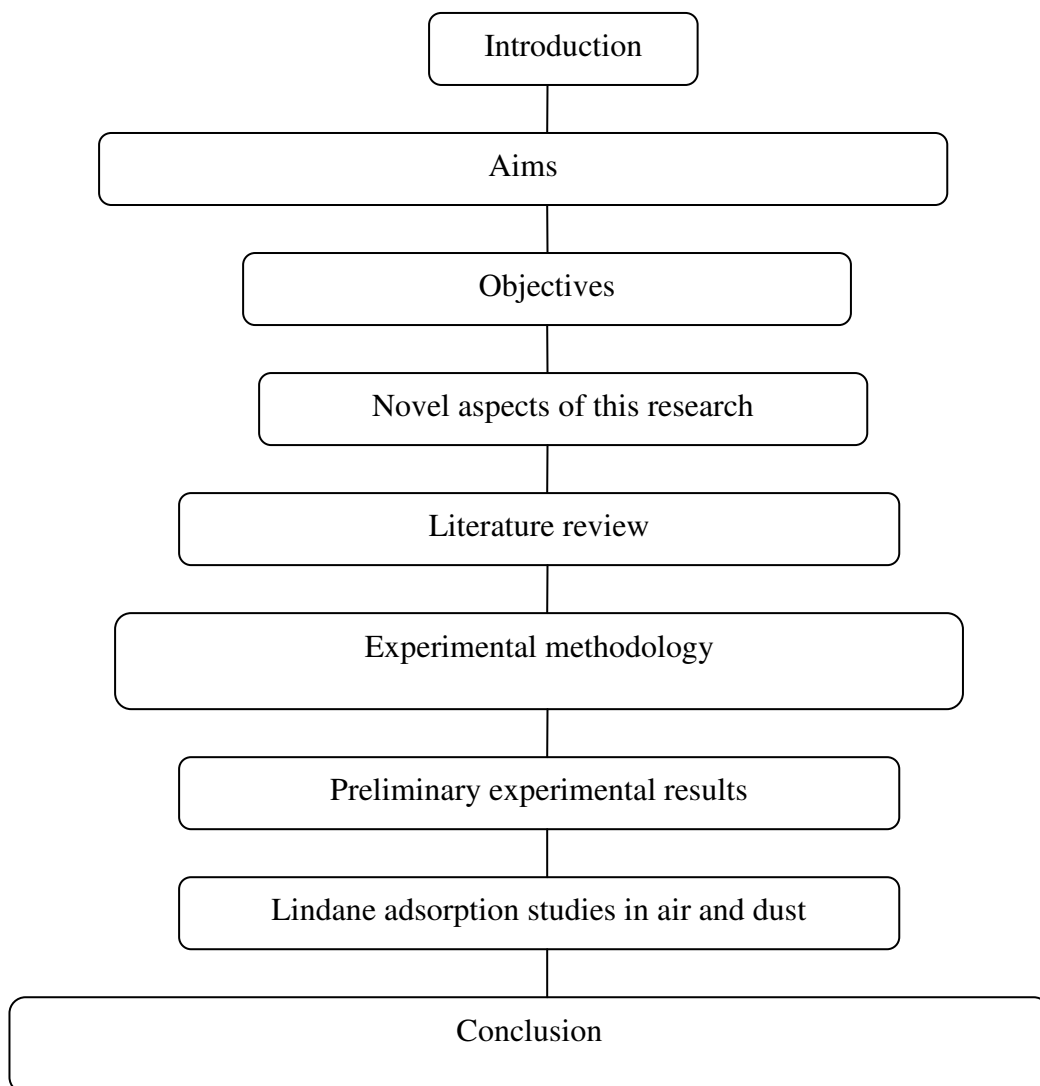 Introduction
Aims
Objectives
Novel aspects of this research
Literature review
Experimental methodology
Preliminary experimental results
Lindane adsorption studies in air and dust
Conclusion